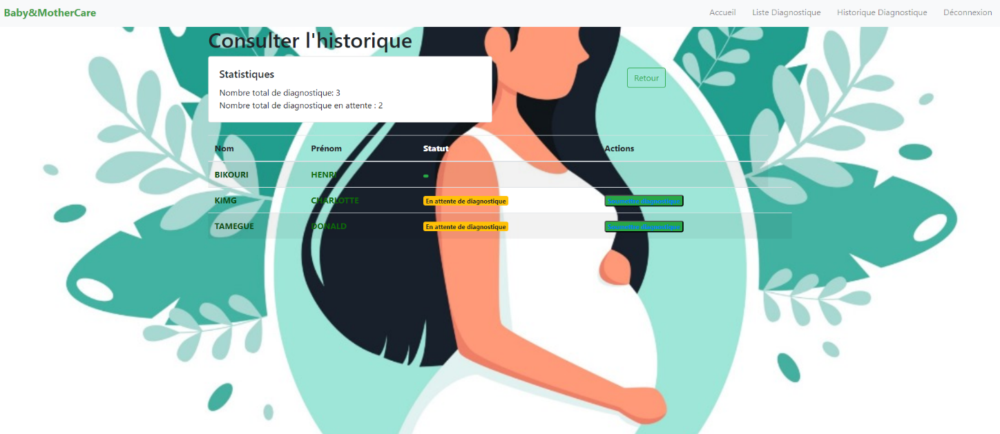 Baby&MotherCare Accueil Liste Diagnostique Historique Diagnostique Déconnexion
Consulter l'historique
Statistiques
Retour
Nombre total de diagnostique: 3
Nombre total de diagnostique en attente : 2
Nom Prénom Statut Actions
BIKOURI HENRI
KIMG CHARLOTTE En attente de diagnostique Soumettre diagnostique
TAMEGUE DONALD En attente de diagnostique Soumettre diagnostique